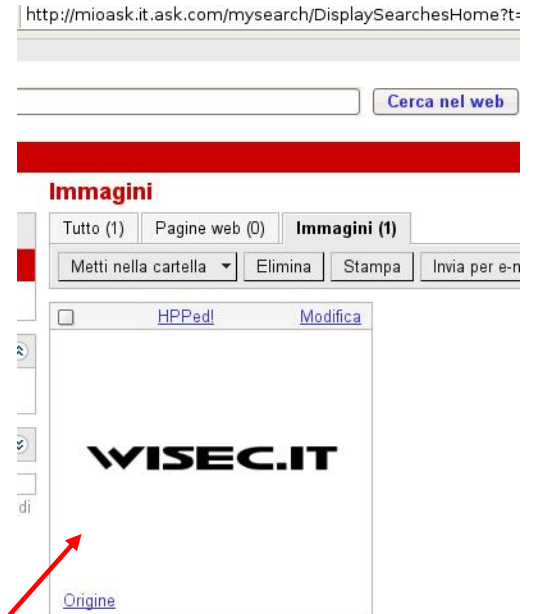 http://mioask.it.ask.com/mysearch/DisplaySearchesHome?t=
Cerca nel web
Immagini
Tutto (1) Pagine web (0) Immagini (1)
Metti nella cartella Elimina Stampa Invia per e-
HPPed! Modifica
WISEC.IT
di
Origine